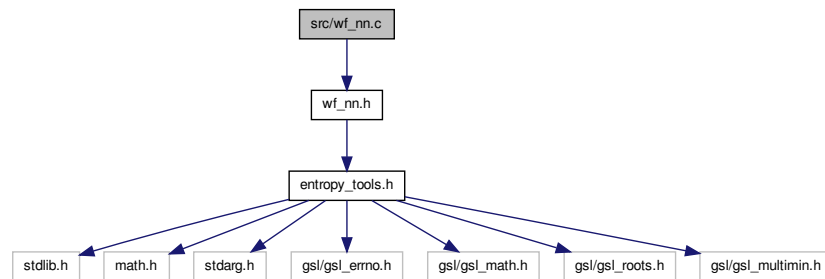 src/wf_nn.c
wf_nn.h
entropy_tools.h
stdlib.h
math.h
stdarg.h
gsl/gsl_errno.h
gsl/gsl_math.h
gsl/gsl_roots.h
gsl/gsl_multimin.h